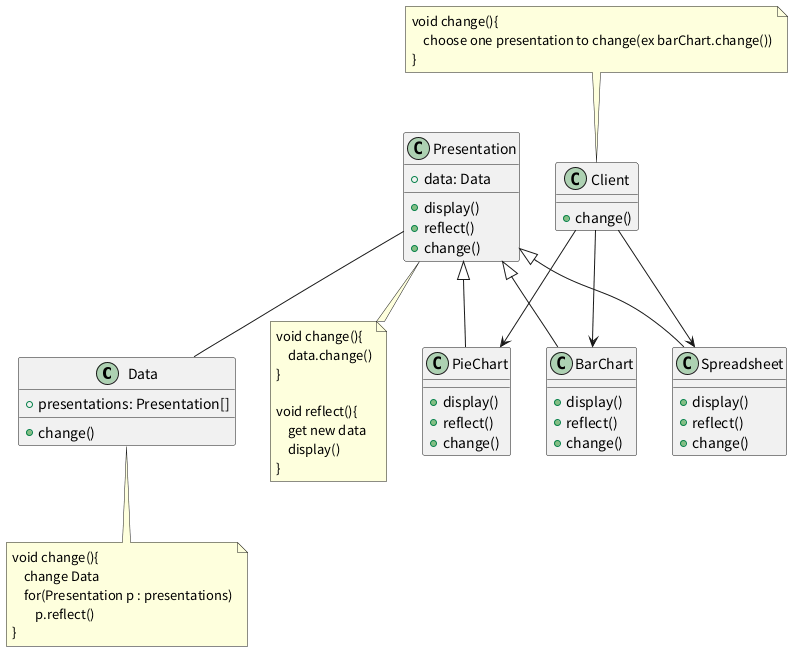 void change(){
choose one presentation to change(ex barChart.change())
}
C Presentation
data: Data
display()
reflect()
change()
C Client
change()
void change(){
data.change()
}
void reflect(){
get new data
display()
}
C Data
presentations: Presentation[]
change()
C PieChart
display()
reflect()
change()
C BarChart
display()
reflect()
change()
C Spreadsheet
display()
reflect()
change()
void change(){
change Data
for(Presentation p : presentations)
p.reflect()
}